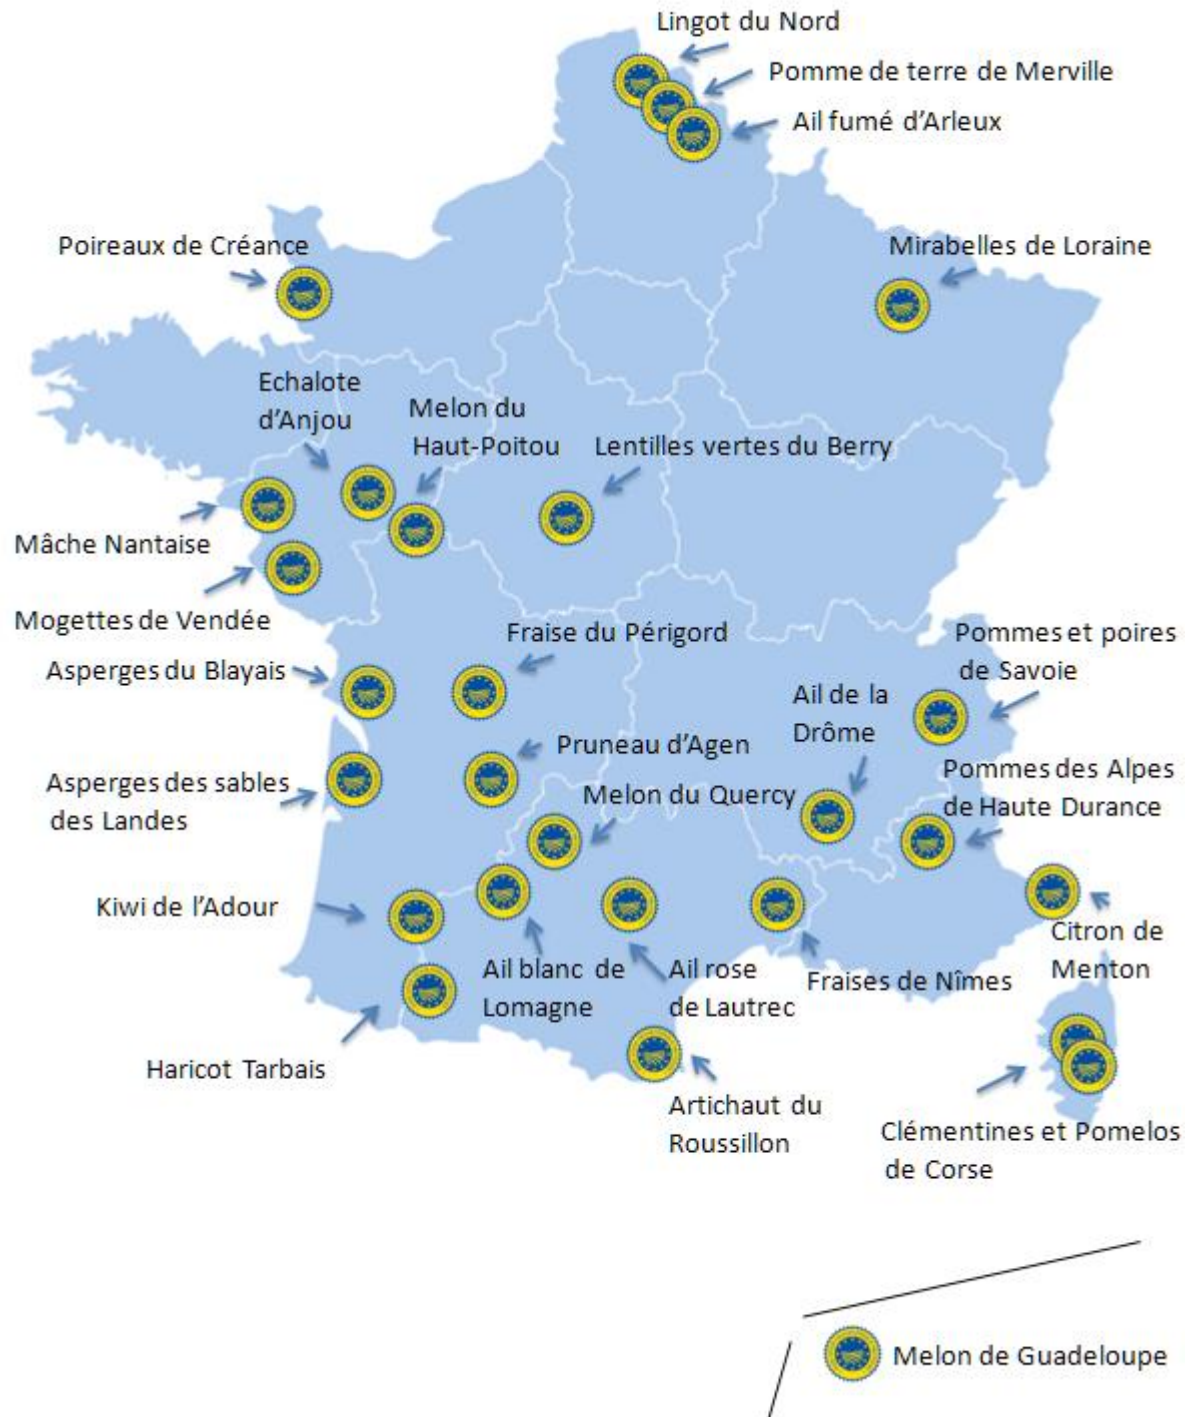 Lingot du Nord
Pomme de terre de Merville
Ail fumé d'Arleux
Poireaux de Créance
Mirabelles de Loraine
Echalote
d'Anjou
Melon du
Haut-Poitou
Lentilles vertes du Berry
Mâche Nantaise
Mogettes de Vendée
Fraise du Périgord
Pommes et poires
de Savoie
Asperges du Blayais
Ail de la
Drôme
Pruneau d'Agen
Pommes des Alpes
de Haute Durance
Asperges des sables
des Landes
Melon du Quercy
Kiwi de l'Adour
Citron de
Menton
Ail blanc de
Lomagne
Ail rose
de Lautrec
Fraises de Nîmes
Haricot Tarbais
Artichaut du
Roussillon
Clémentines et Pomelos
de Corse
Melon de Guadeloupe